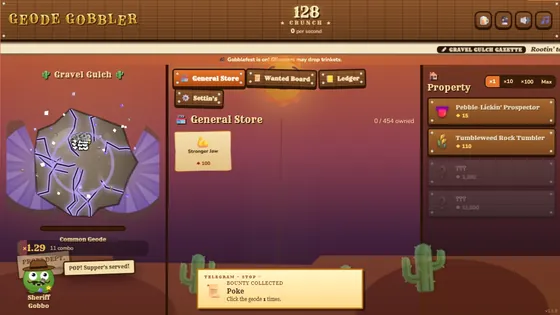 GEODE GOBBLER
128
CRUNCH
0 per second
GRAVEL GULCH GAZETTE
Rootin' t
Gobblefest is on!
may drop trinkets.
Gravel Gulch
General Store
Wanted Board
Ledger
Settin's
General Store
0 / 454 owned
Stronger Jaw
100
Property
x1
x10
x100
Max
Pebble Lickin' Prospector
15
Tumbleweed Rock Tumbler
110
???
???
Common Geode
x1.29
11 combo
POP! Supper's served!
Sheriff
Gobbo
TELEGRAM - STOP -
BOUNTY COLLECTED
Poke
Click the geode 1 times.